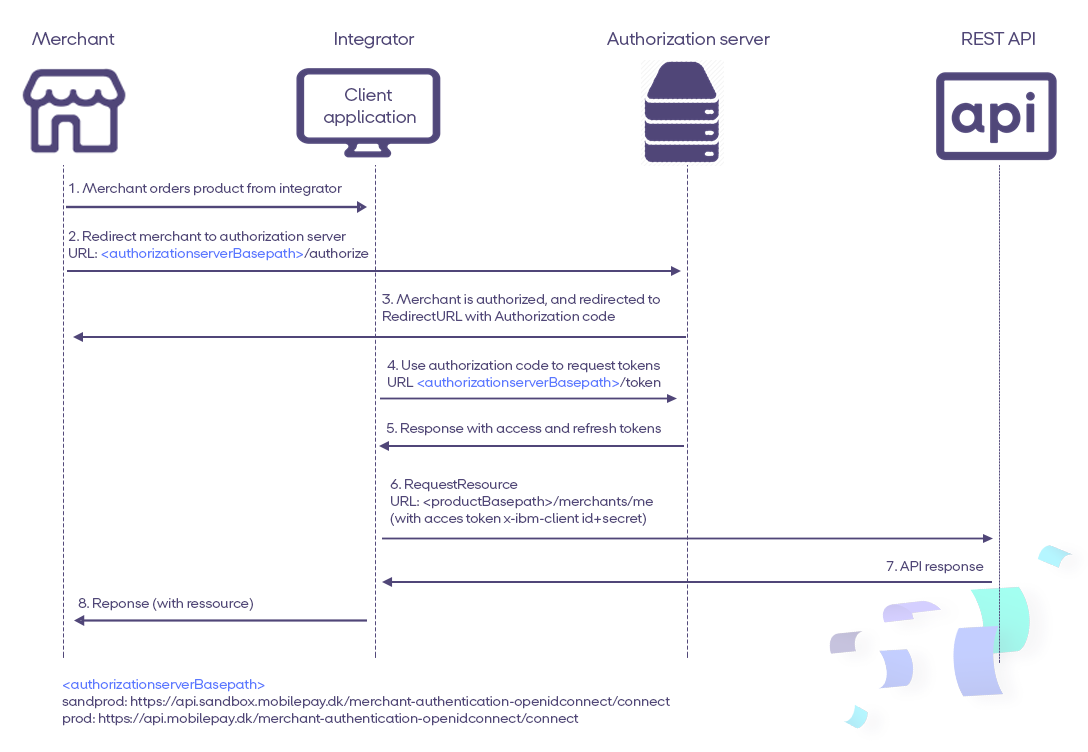 Merchant
Integrator
Authorization server
REST API
Client
application
api
1. Merchant orders product from integrator
2. Redirect merchant to authorization server
URL: <authorizationserverBasepath>/authorize
3. Merchant is authorized, and redirected to
RedirectURL with Authorization code
4. Use authorization code to request tokens
URL <authorizationserverBasepath>/token
5. Response with access and refresh tokens
6. RequestResource
URL: <productBasepath>/merchants/me
(with acces token x-ibm-client id+secret)
7. API response
8. Reponse (with ressource)
<authorizationserverBasepath>
sandprod: https://api.sandbox.mobilepay.dk/merchant-authentication-openidconnect/connect
prod: https://api.mobilepay.dk/merchant-authentication-openidconnect/connect